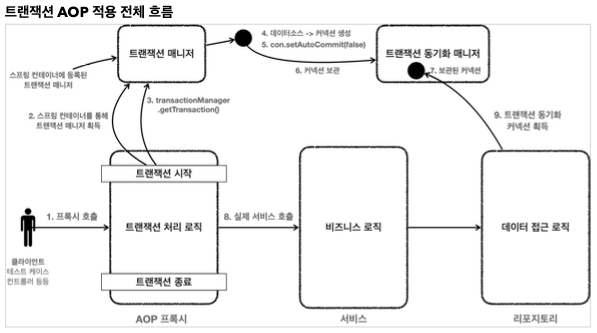 트랜잭션 AOP 적용 전체 흐름
트랜잭션 매니저
4. 데이터소스 -> 커넥션 생성
5. con.setAutoCommit(false)
트랜잭션 동기화 매니저
6. 커넥션 보관
7. 보관된 커넥션
스프링 컨테이너에 등록된
트랜잭션 매니저
2. 스프링 컨테이너를 통해
트랜잭션 매니저 획득
3. transactionManager
.getTransaction()
9. 트랜잭션 동기화
커넥션 획득
트랜잭션 시작
1. 프록시 호출
트랜잭션 처리 로직
8. 실제 서비스 호출
비즈니스 로직
데이터 접근 로직
클라이언트
테스트 케이스
컨트롤러 등등
트랜잭션 종료
AOP 프록시
서비스
리포지토리